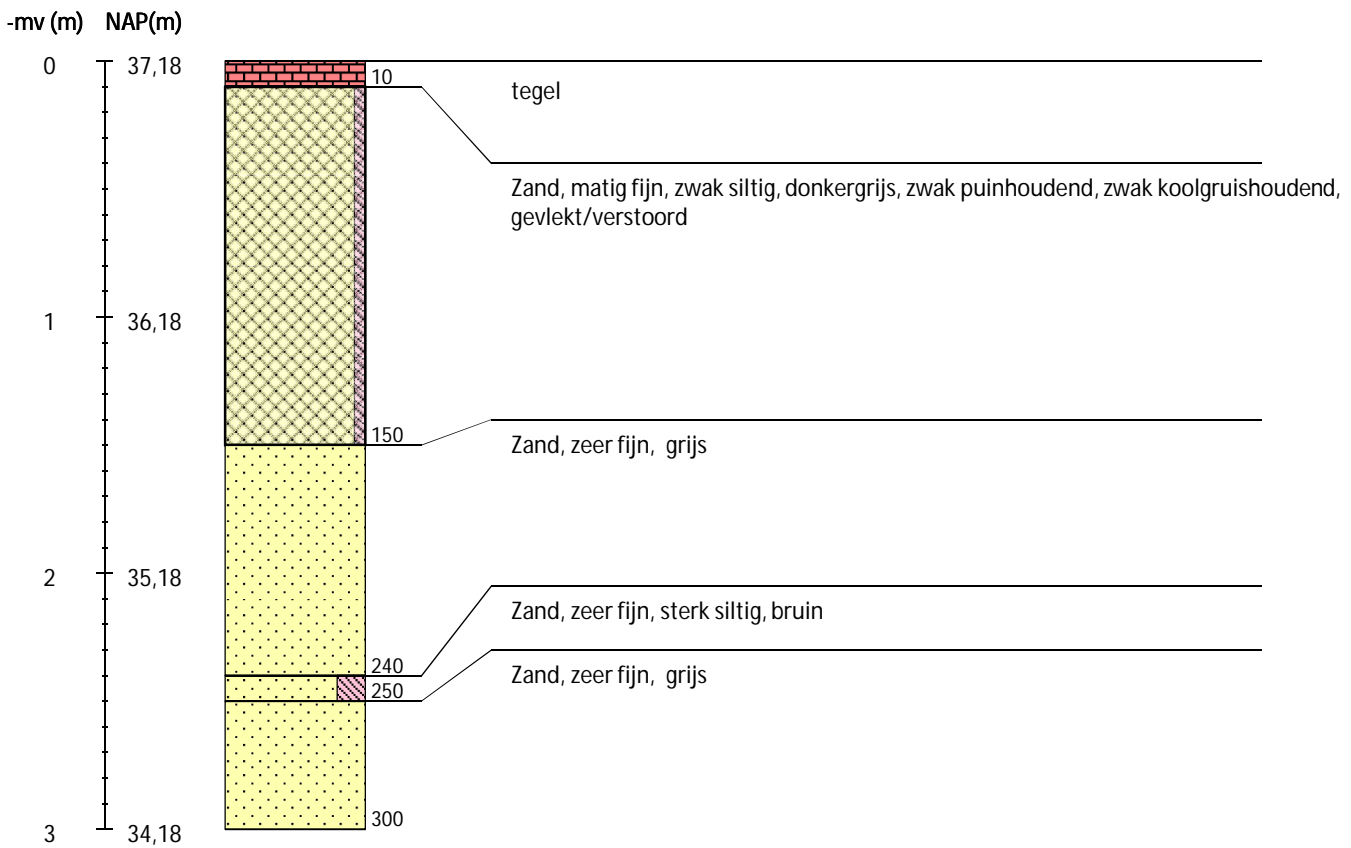 -mv (m) NAP(m)
0 37,18
10
tegel
Zand, matig fijn, zwak siltig, donkergrijs, zwak puinhoudend, zwak koolgruishoudend,
gevlekt/verstoord
1 36,18
150
Zand, zeer fijn, grijs
2 35,18
Zand, zeer fijn, sterk siltig, bruin
240
Zand, zeer fijn, grijs
250
300
3 34,18